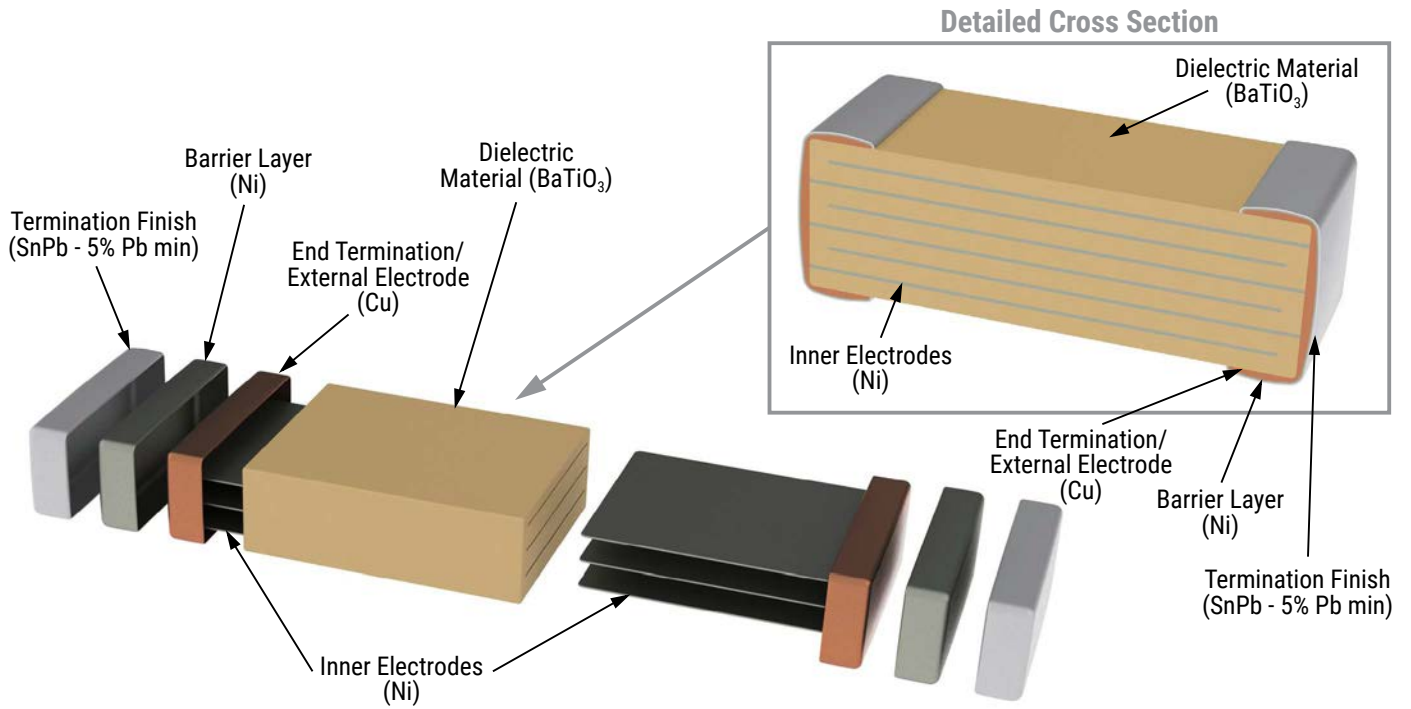 Detailed Cross Section
Dielectric Material
(BaTiO₃)
Inner Electrodes
(Ni)
End Termination/
External Electrode
(Cu)
Barrier Layer
(Ni)
Termination Finish
(SnPb - 5% Pb min)
Termination Finish
(SnPb - 5% Pb min)
Barrier Layer
(Ni)
End Termination/
External Electrode
(Cu)
Dielectric
Material (BaTiO₃)
Inner Electrodes
(Ni)